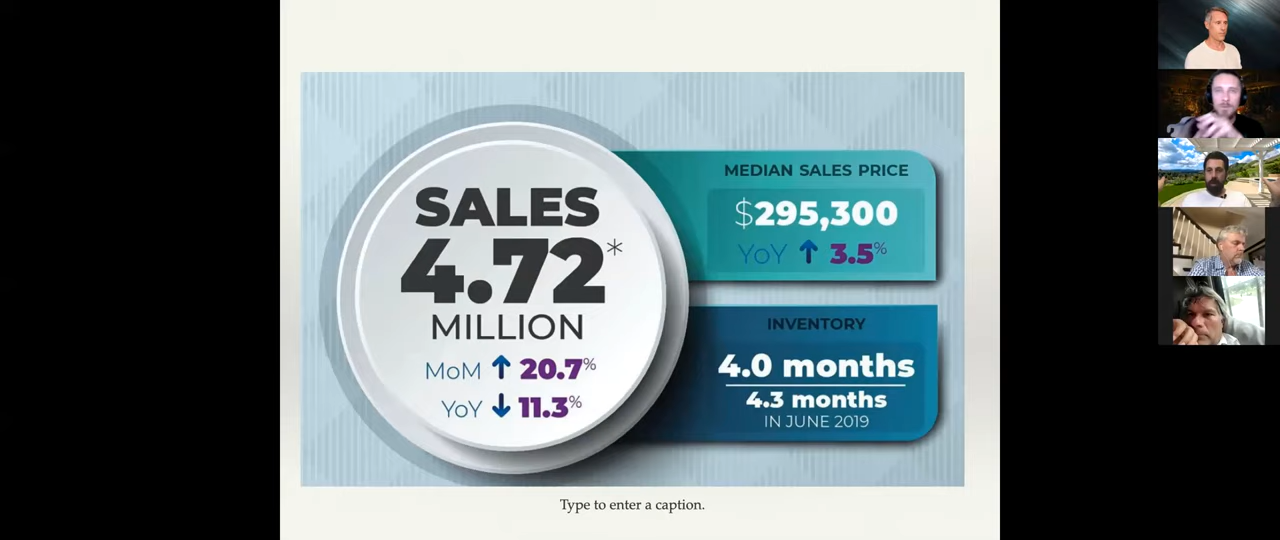 SALES
4.72*
MILLION
MoM ↑ 20.7%
YoY ↓ 11.3%
MEDIAN SALES PRICE
$295,300
YoY ↑ 3.5%
INVENTORY
4.0 months
4.3 months
IN JUNE 2019
Type to enter a caption.